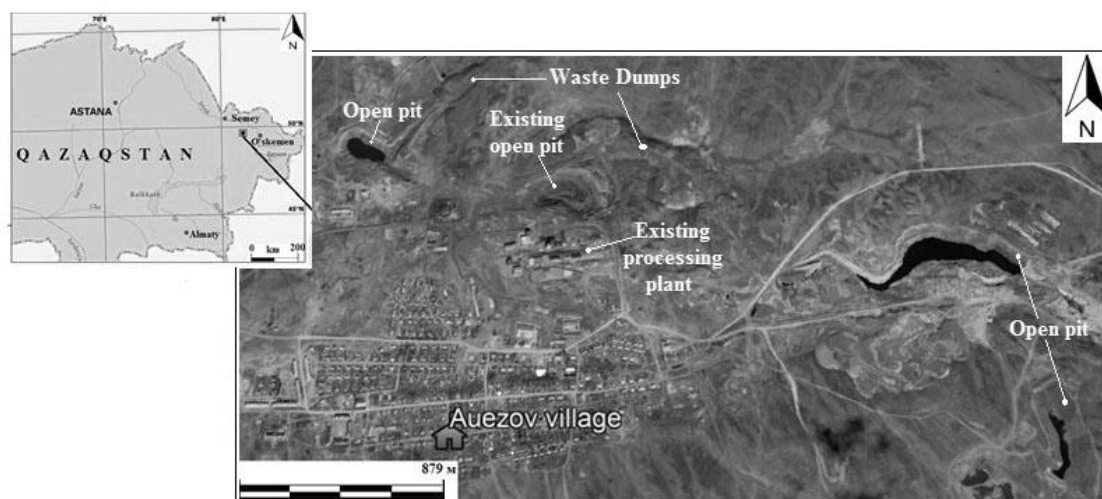 70°E
80°E
N
ASTANA
Semey
50°N
O'skemen
QAZAQSTAN
Balkhash
45°N
Almaty
0 km 200
Waste Dumps
Open pit
Existing
open pit
N
Existing
processing
plant
Open pit
Auezov village
879 м